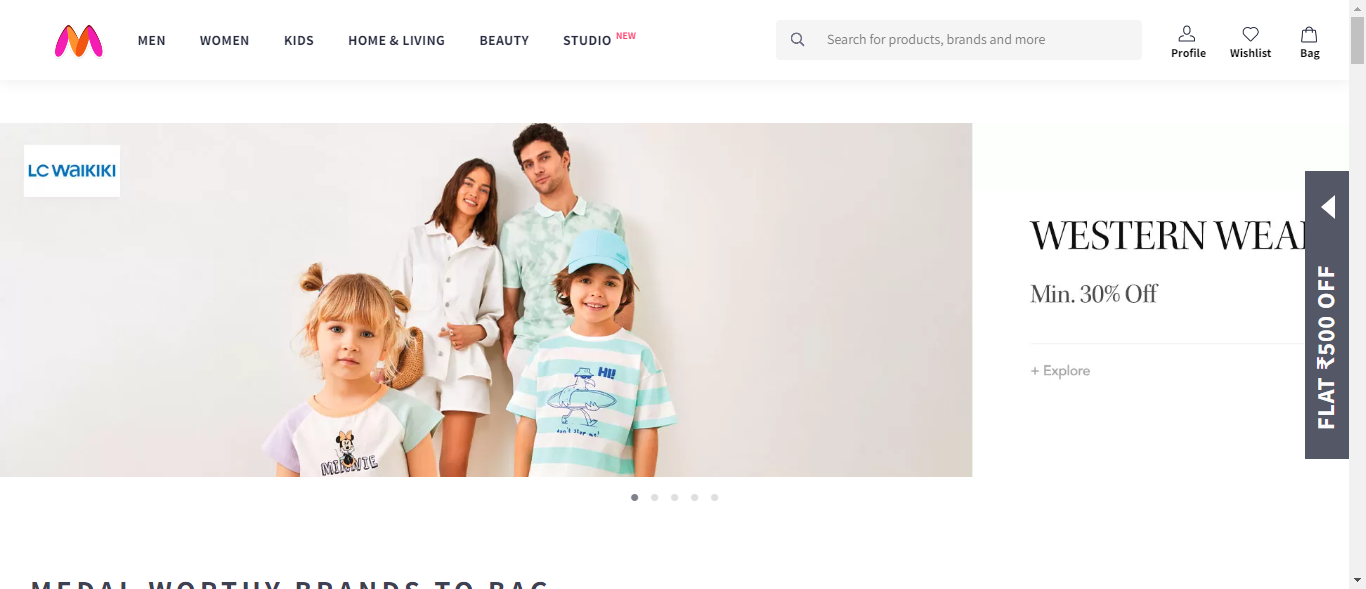 MEN WOMEN KIDS HOME & LIVING BEAUTY STUDIO NEW
Search for products, brands and more
Profile Wishlist Bag
LC WAIKIKI
WESTERN WEA
Min. 30% Off
+ Explore
FLAT ₹500 OFF
HI!!
don't stop me!
MINNIE
MEDAL WORTHY BRANDS TO BAG